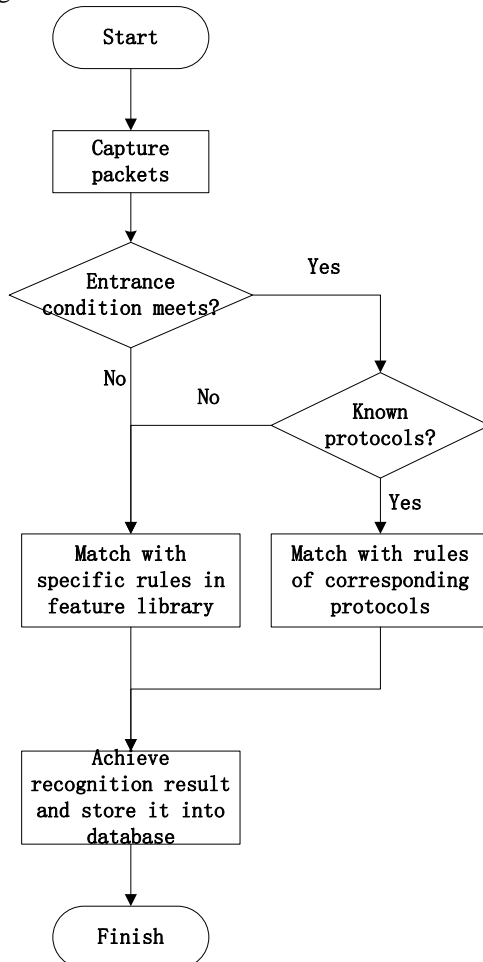 Start
Capture
packets
Entrance
condition meets?
Yes
No
No
Known
protocols?
Yes
Match with
specific rules in
feature library
Match with rules
of corresponding
protocols
Achieve
recognition result
and store it into
database
Finish